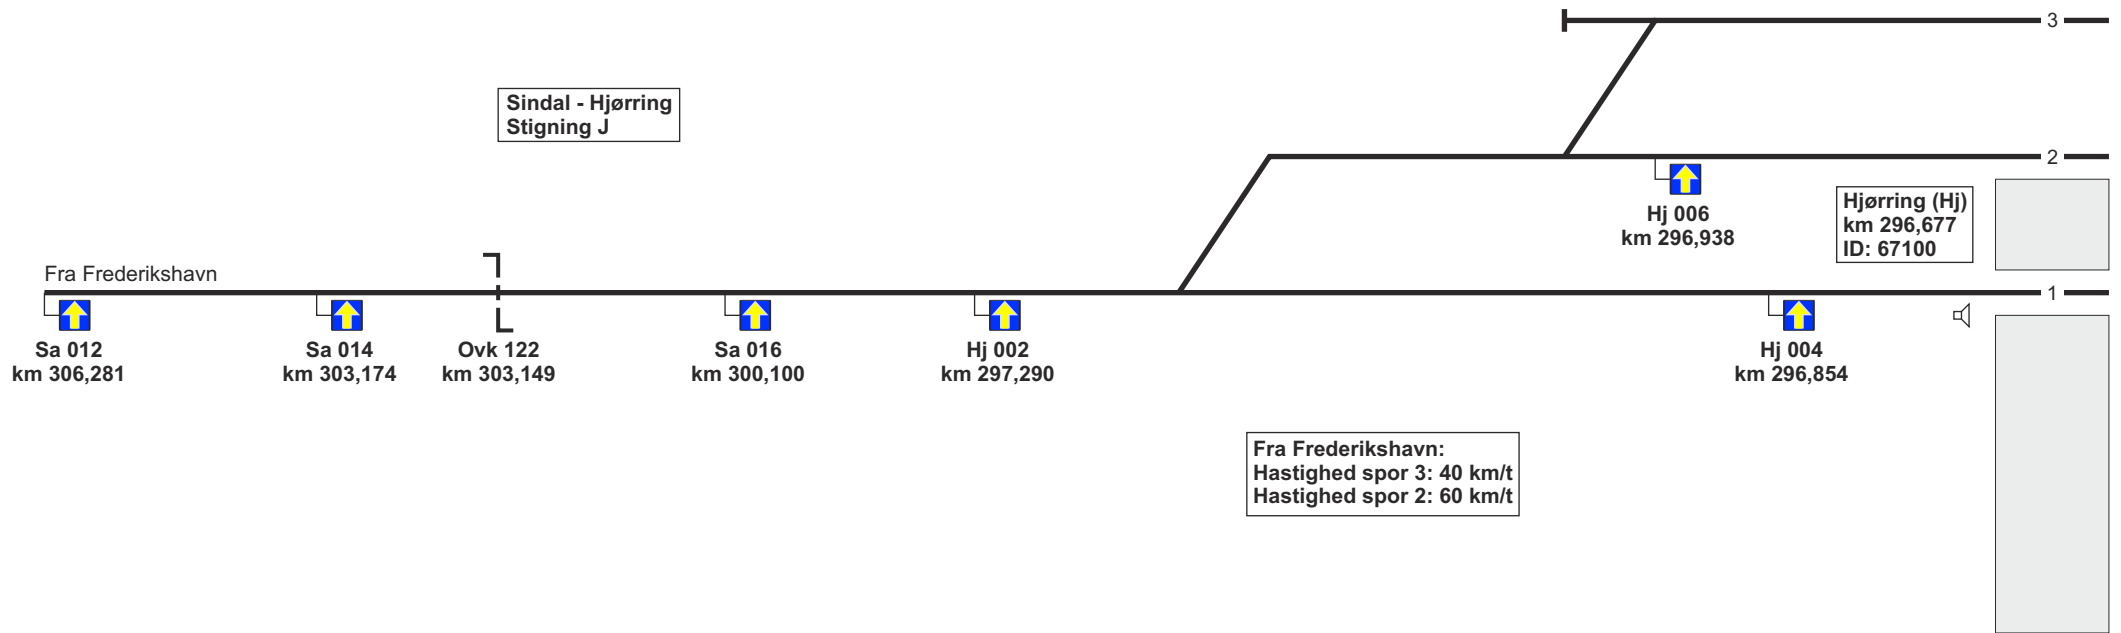 3
Sindal - Hjørring
Stigning J
2
Hj 006
km 296,938
Hjørring (Hj)
km 296,677
ID: 67100
Fra Frederikshavn
1
Sa 012
km 306,281
Sa 014
km 303,174
Ovk 122
km 303,149
Sa 016
km 300,100
Hj 002
km 297,290
Hj 004
km 296,854
Fra Frederikshavn:
Hastighed spor 3: 40 km/t
Hastighed spor 2: 60 km/t